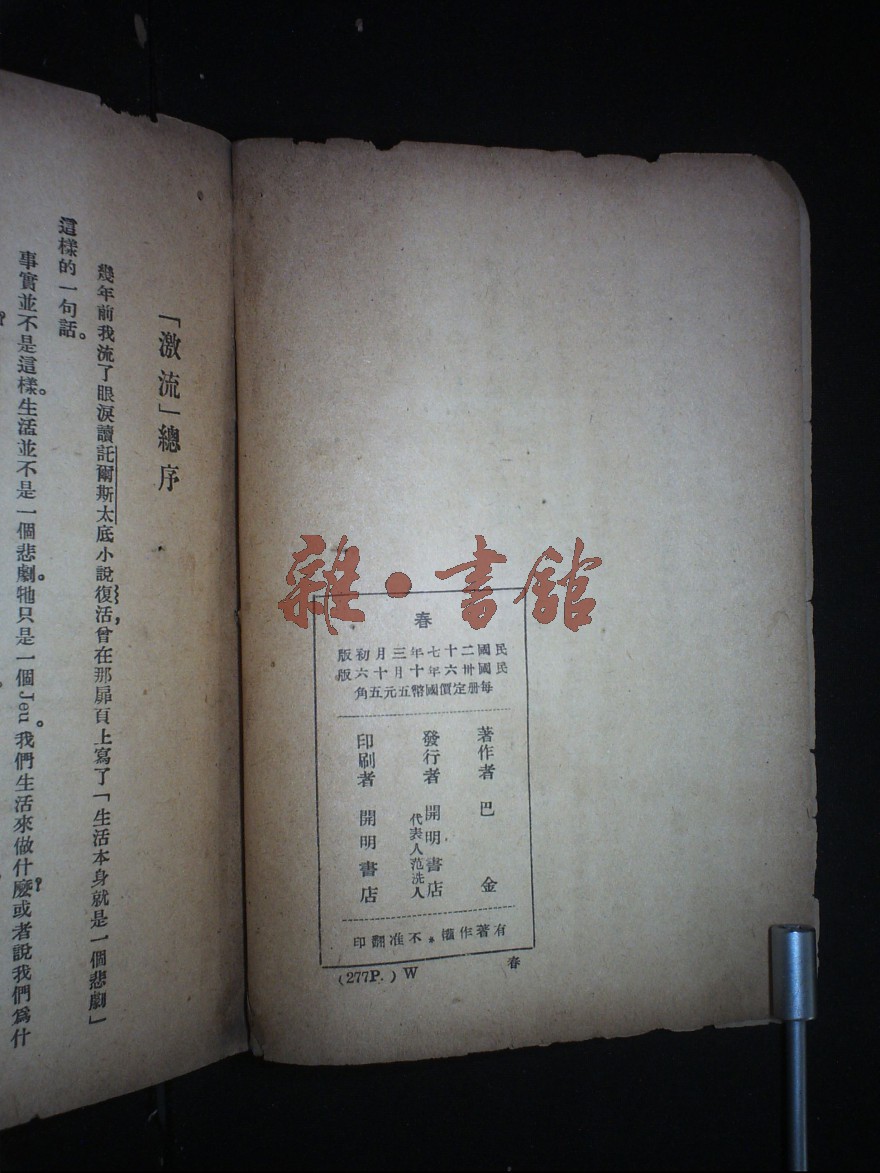 雜·書館
春
民國二十七年三月初版
民國卅六年十月十六版
每册定價國幣五元五角
著作者 巴金
發行者 開明書店
代表人范洗人
印刷者 開明書店
有著作權，不准翻印
(277P.) W
春
「激流」總序
幾年前我流了眼淚讀託爾斯太底小說復活，曾在那扉頁上寫了「生活本身就是一個悲劇」
這樣的一句話。
事實並不是這樣。生活並不是一個悲劇。牠只是一個Jeu。我們生活來做什麼？或者說我們爲什